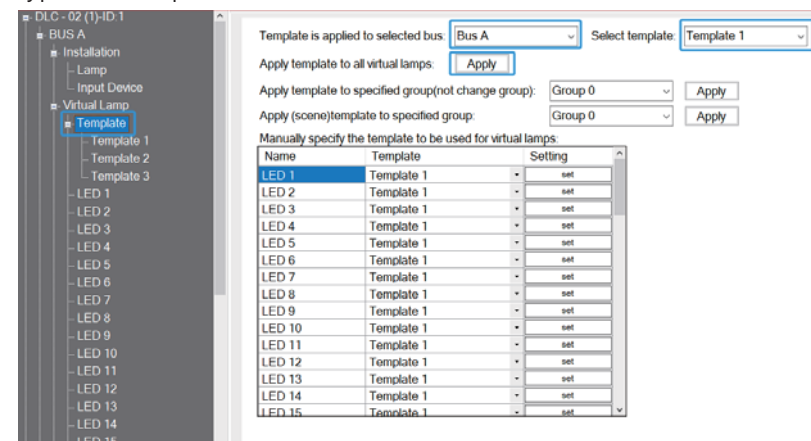 DLC - 02 (1)-ID:1
BUS A
Installation
Lamp
Input Device
Virtual Lamp
Template
Template 1
Template 2
Template 3
LED 1
LED 2
LED 3
LED 4
LED 5
LED 6
LED 7
LED 8
LED 9
LED 10
LED 11
LED 12
LED 13
LED 14
LED 15
Template is applied to selected bus: Bus A Select template: Template 1
Apply template to all virtual lamps: Apply
Apply template to specified group(not change group): Group 0 Apply
Apply (scene)template to specified group: Group 0 Apply
Manually specify the template to be used for virtual lamps:
Name Template Setting
LED 1 Template 1 set
LED 2 Template 1 set
LED 3 Template 1 set
LED 4 Template 1 set
LED 5 Template 1 set
LED 6 Template 1 set
LED 7 Template 1 set
LED 8 Template 1 set
LED 9 Template 1 set
LED 10 Template 1 set
LED 11 Template 1 set
LED 12 Template 1 set
LED 13 Template 1 set
LED 14 Template 1 set
LED 15 Template 1 set